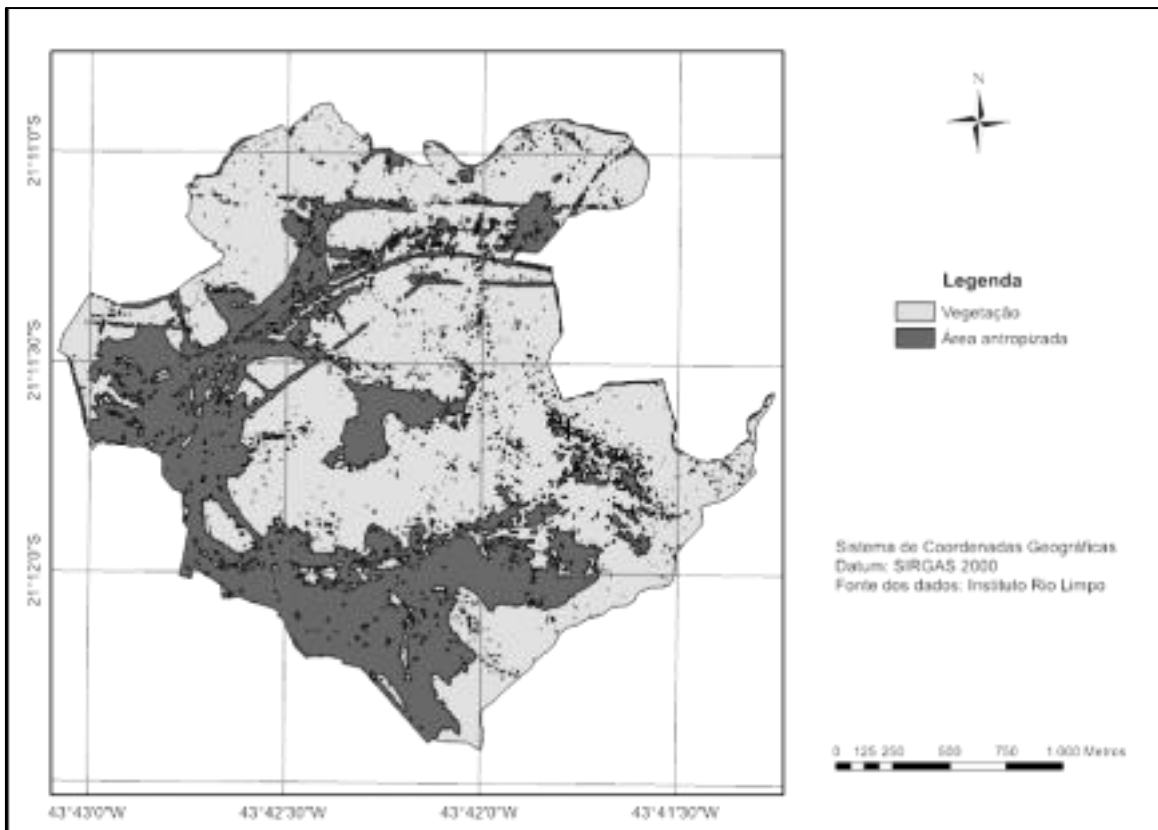 N
21°11'0"S
21°11'30"S
21°12'0"S
43°43'0"W
43°42'30"W
43°42'0"W
43°41'30"W
Legenda
Vegetação
Área antropizada
Sistema de Coordenadas Geográficas
Datum: SIRGAS 2000
Fonte dos dados: Instituto Rio Limpo
0 125 250 500 750 1.000 Metros